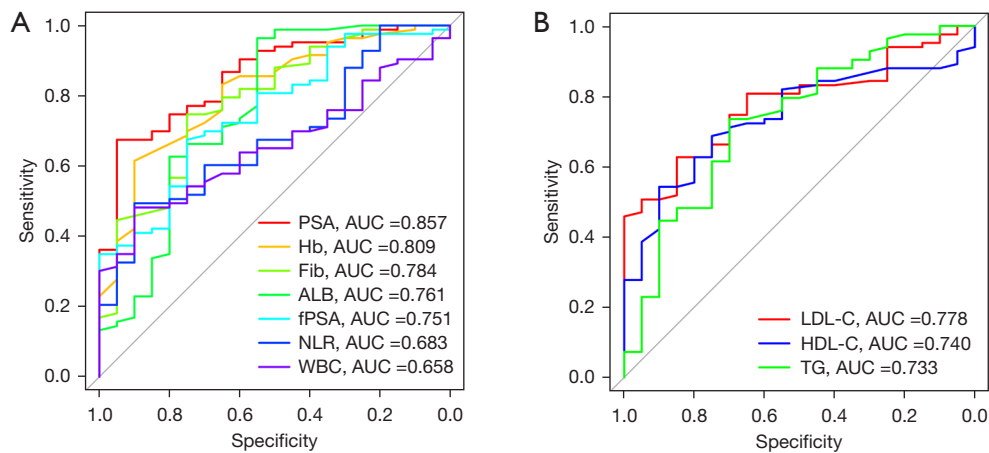 A
1.0
0.8
0.6
0.4
0.2
0.0
Sensitivity
PSA, AUC =0.857
Hb, AUC =0.809
Fib, AUC =0.784
ALB, AUC =0.761
fPSA, AUC =0.751
NLR, AUC =0.683
WBC, AUC =0.658
1.0 0.8 0.6 0.4 0.2 0.0
Specificity
B
1.0
0.8
0.6
0.4
0.2
0.0
Sensitivity
LDL-C, AUC =0.778
HDL-C, AUC =0.740
TG, AUC =0.733
1.0 0.8 0.6 0.4 0.2 0.0
Specificity